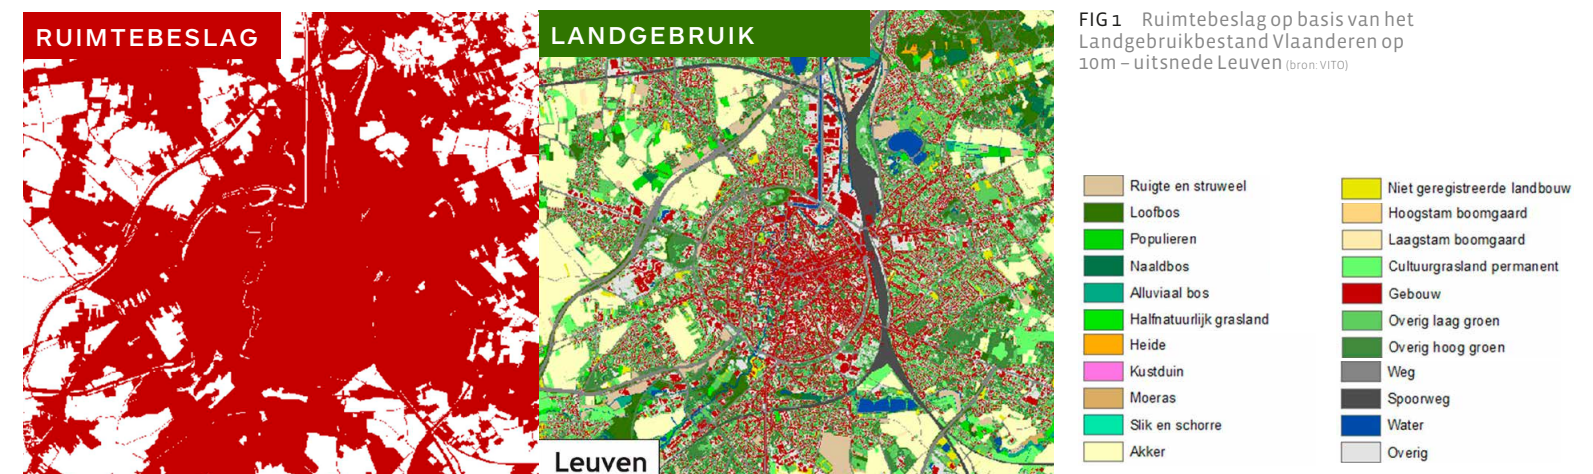 RUIMTEBESLAG
LANDGEBRUIK
Leuven
FIG 1 Ruimtebeslag op basis van het
Landgebruikbestand Vlaanderen op
10m – uitsnede Leuven (bron: VITO)
Ruigte en struweel
Loofbos
Populieren
Naaldbos
Alluviaal bos
Halfnatuurlijk grasland
Heide
Kustduin
Moeras
Slik en schorre
Akker
Niet geregistreerde landbouw
Hoogstam boomgaard
Laagstam boomgaard
Cultuurgrasland permanent
Gebouw
Overig laag groen
Overig hoog groen
Weg
Spoorweg
Water
Overig